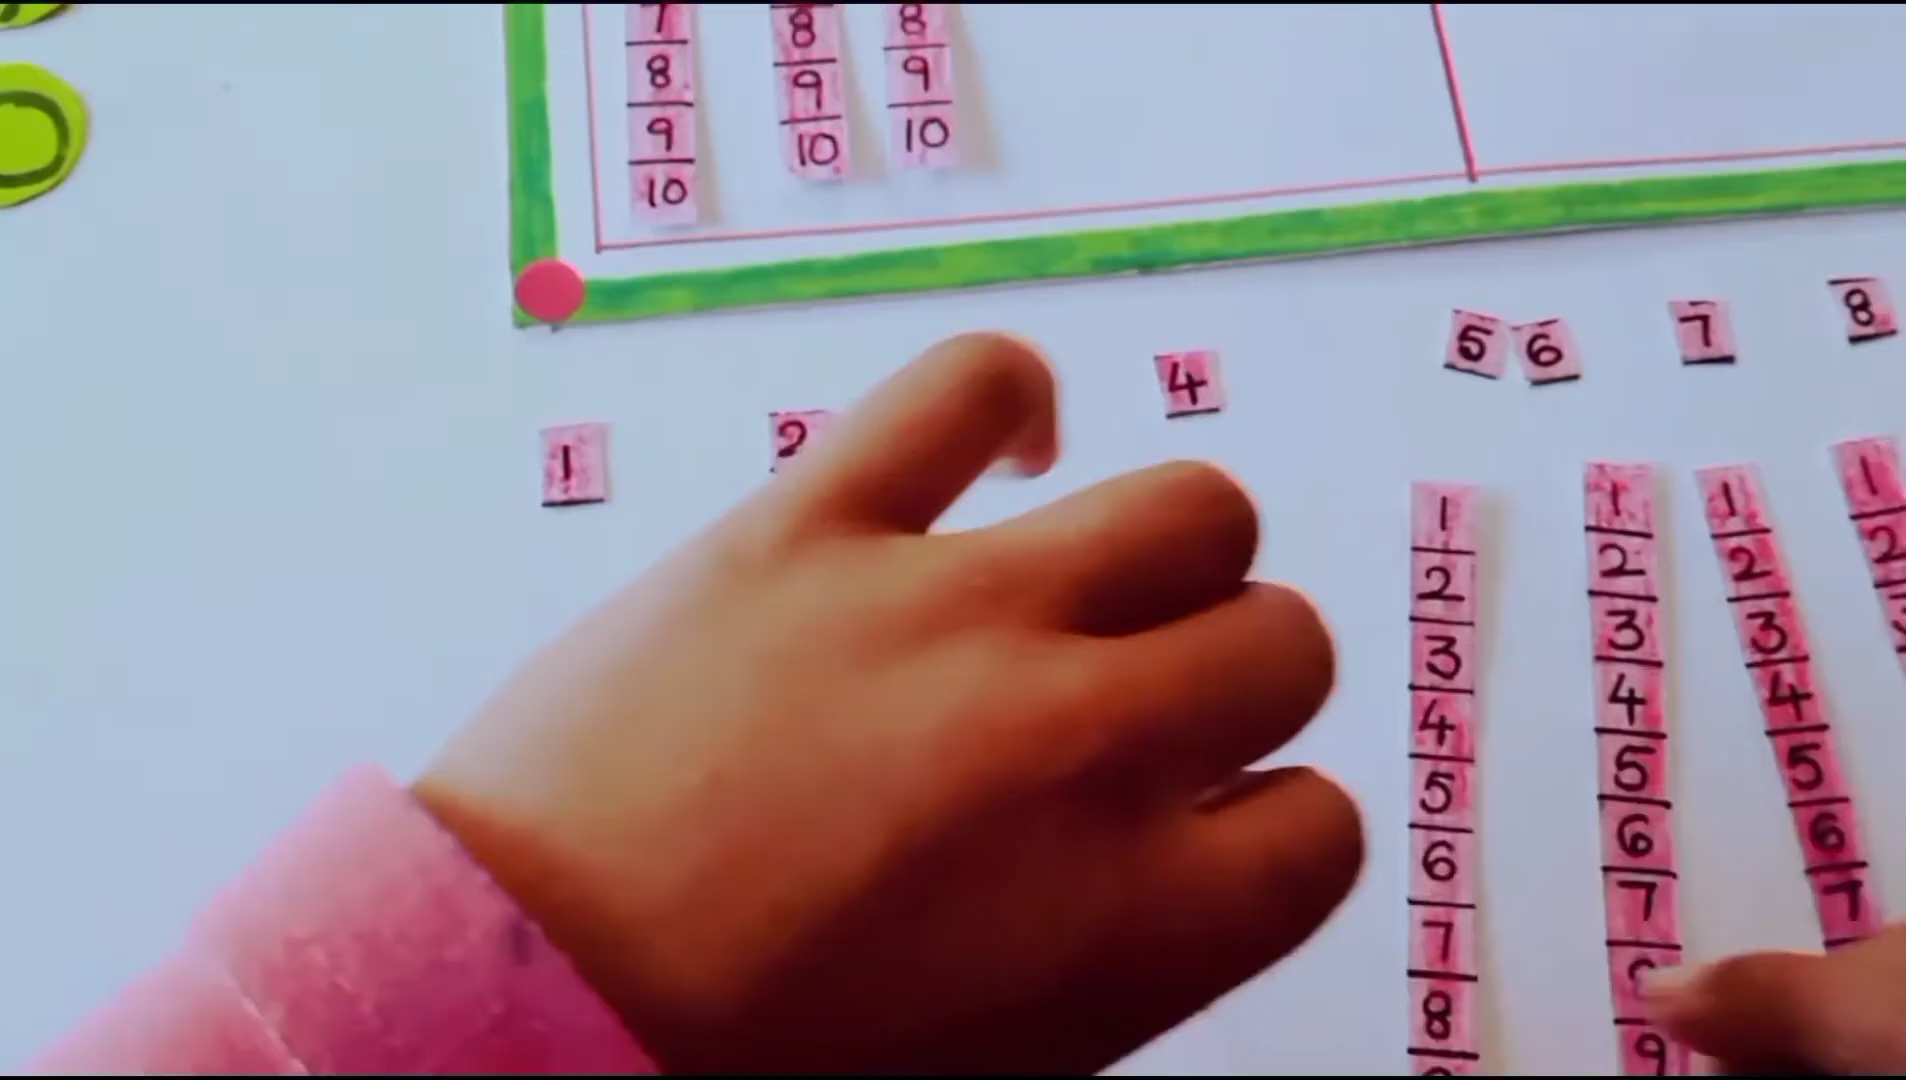 7 8 8
8 9 9
9 10 10
10
1 2 4 5 6 7 8
1 1 1 1
2 2 2 2
3 3 3
4 4 4
5 5 5
6 6 6
7 7 7
8
9